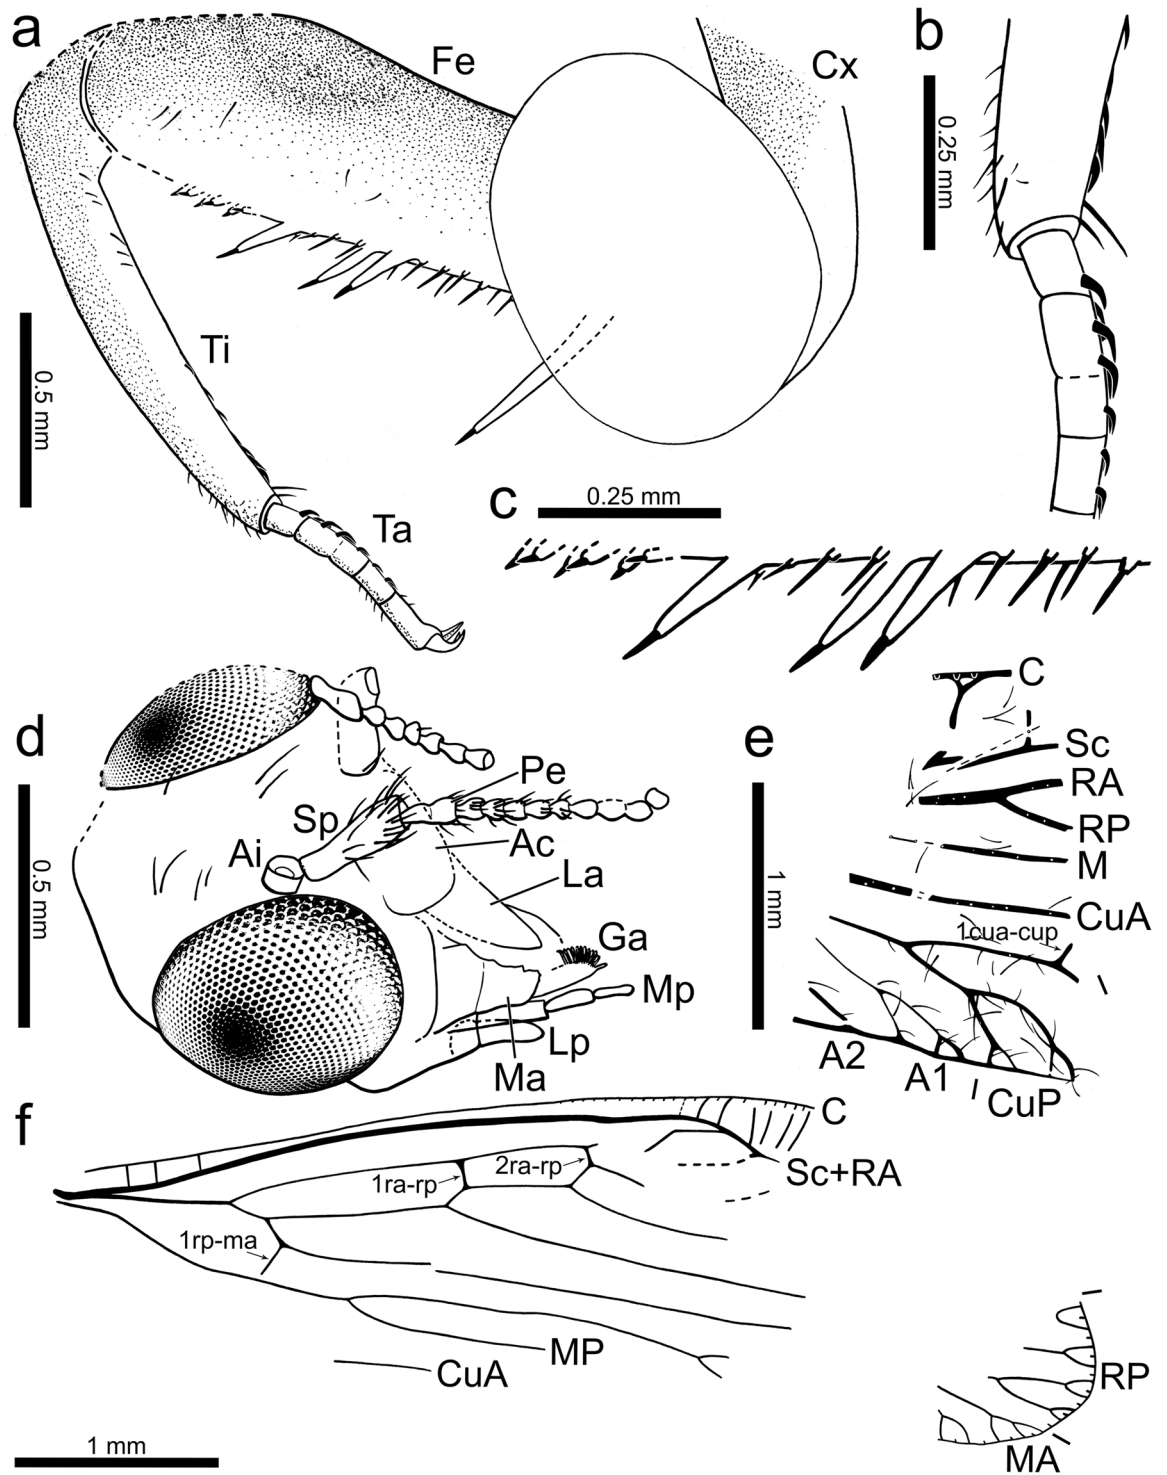 a
Fe
Cx
b
0.25 mm
Ti
0.5 mm
Ta
c
0.25 mm
d
Pe
Sp
Ac
Ai
La
Ga
Mp
Lp
Ma
0.5 mm
e
C
Sc
RA
RP
M
CuA
1cua-cup
1 mm
A2
A1
CuP
f
C
Sc+RA
2ra-rp
1ra-rp
1rp-ma
MP
CuA
RP
MA
1 mm